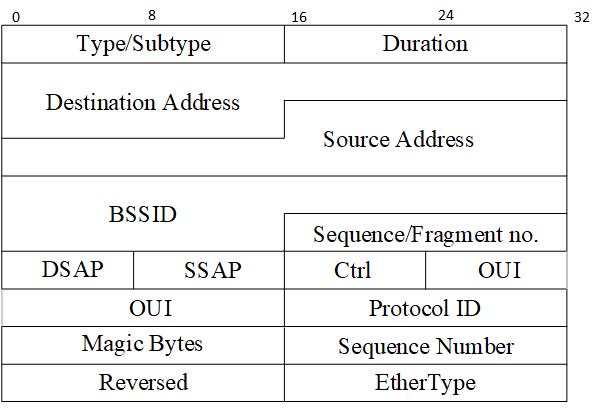 0 8 16 24 32
Type/Subtype Duration
Destination Address
Source Address
BSSID
Sequence/Fragment no.
DSAP SSAP Ctrl OUI
OUI Protocol ID
Magic Bytes Sequence Number
Reversed EtherType